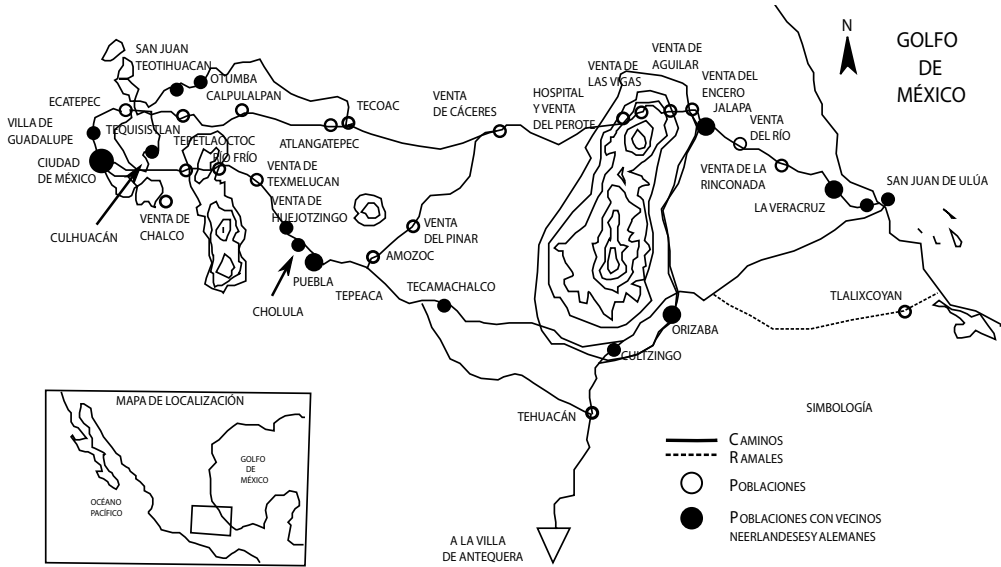 SAN JUAN
TEOTIHUACAN
OTUMBA
CALPULALPAN
ECATEPEC
VILLA DE
GUADALUPE
TEQUISISTLAN
TEPETLAOCTOC
RÍO FRÍO
CIUDAD
DE MÉXICO
CULHUACÁN
VENTA DE
CHALCO
VENTA DE
TEXMELUCAN
VENTA DE
HUEJOTZINGO
PUEBLA
CHOLULA
ATLANGATEPEC
TECOAC
VENTA
DE CÁCERES
VENTA
DEL PINAR
AMOZOC
TEPEACA
TECAMACHALCO
HOSPITAL
Y VENTA
DEL PEROTE
VENTA DE
LAS VIGAS
VENTA DE
AGUILAR
VENTA DEL
ENCERO
JALAPA
VENTA
DEL RÍO
VENTA DE LA
RINCONADA
LA VERACRUZ
SAN JUAN DE ULÚA
N
GOLFO
DE
MÉXICO
TLALIXCOYAN
ORIZABA
CULTZINGO
TEHUACÁN
A LA VILLA
DE ANTEQUERA
MAPA DE LOCALIZACIÓN
GOLFO
DE
MÉXICO
OCÉANO
PACÍFICO
SIMBOLOGÍA
CAMINOS
RAMALES
POBLACIONES
POBLACIONES CON VECINOS
NEERLANDESES Y ALEMANES